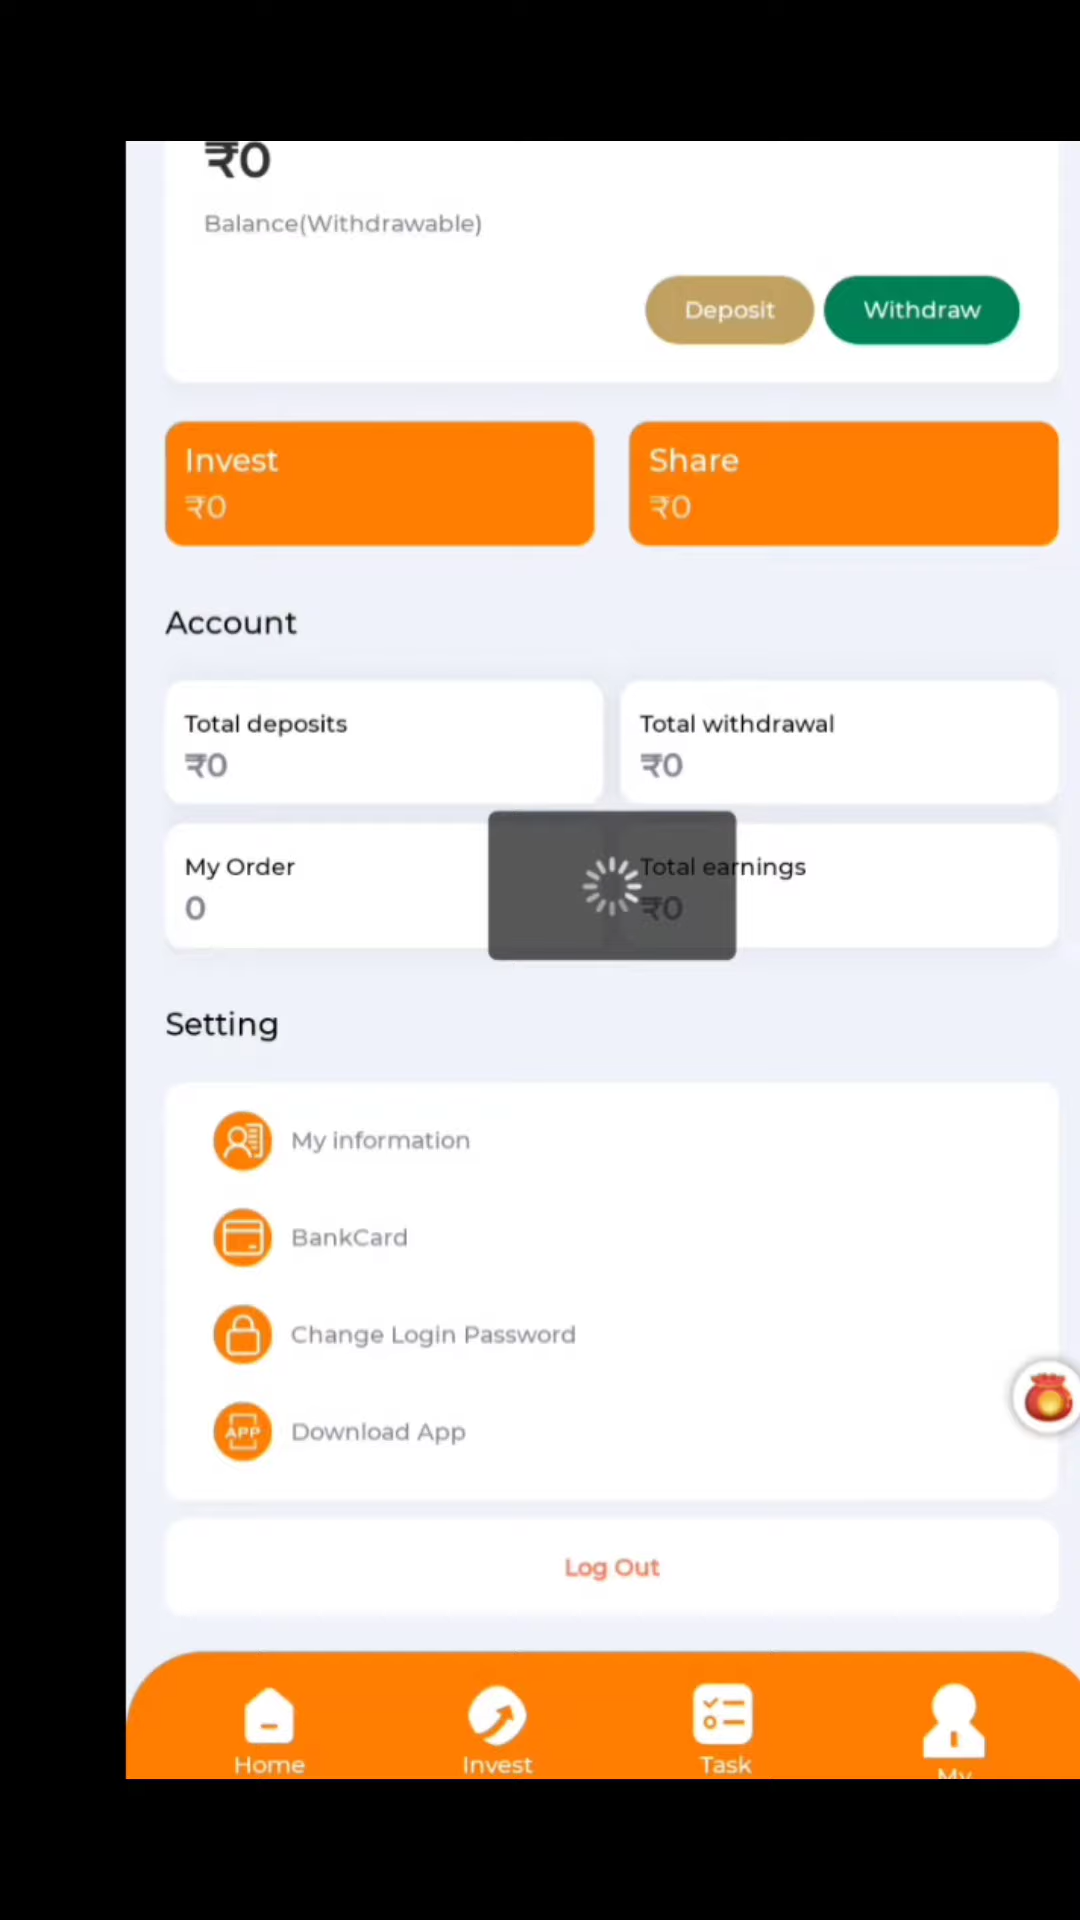 ₹0
Balance(Withdrawable)
Deposit Withdraw
Invest Share
₹0 ₹0
Account
Total deposits Total withdrawal
₹0 ₹0
My Order Total earnings
0 ₹0
Setting
My information
BankCard
Change Login Password
APP Download App
Log Out
Home Invest Task My